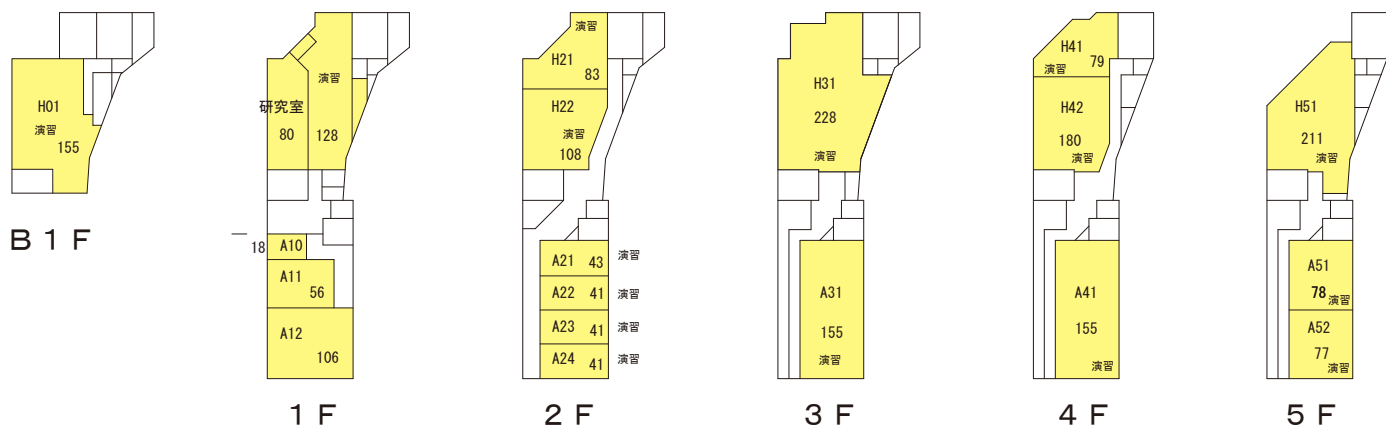 H01
演習
155
B1F
研究室
80
演習
128
18
A10
A11
56
A12
106
1F
演習
H21
83
H22
演習
108
A21 43 演習
A22 41 演習
A23 41 演習
A24 41 演習
2F
H31
228
演習
A31
155
演習
3F
H41
演習 79
H42
180
演習
A41
155
演習
4F
H51
211
演習
A51
78
演習
A52
77
演習
5F